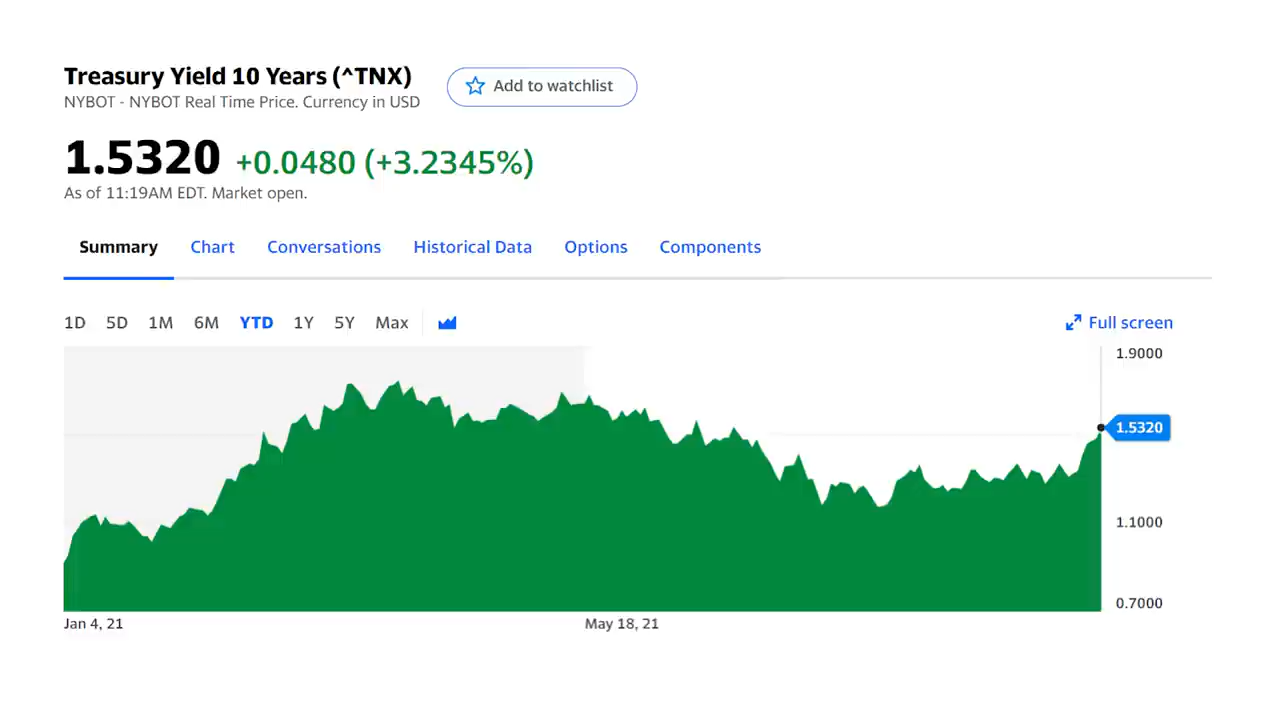 Treasury Yield 10 Years (^TNX)
Add to watchlist
NYBOT - NYBOT Real Time Price. Currency in USD
1.5320 +0.0480 (+3.2345%)
As of 11:19AM EDT. Market open.
Summary Chart Conversations Historical Data Options Components
1D 5D 1M 6M YTD 1Y 5Y Max Full screen
1.9000
1.5320
1.1000
0.7000
Jan 4, 21 May 18, 21